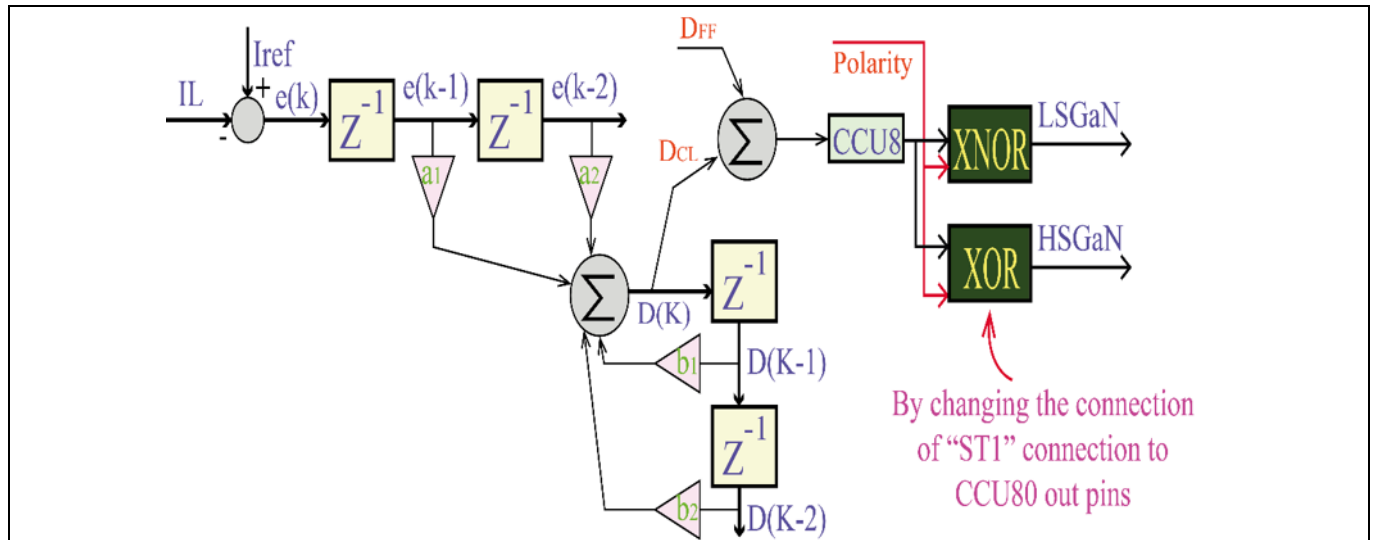 DFF
Iref
Polarity
+
IL
e(k)
e(k-1)
e(k-2)
LSGaN
-
Z-1
Z-1
Σ
CCU8
XNOR
DCL
a1
a2
HSGaN
XOR
Σ
Z-1
D(K)
b1
D(K-1)
By changing the connection
of “ST1” connection to
CCU80 out pins
Z-1
b2
D(K-2)